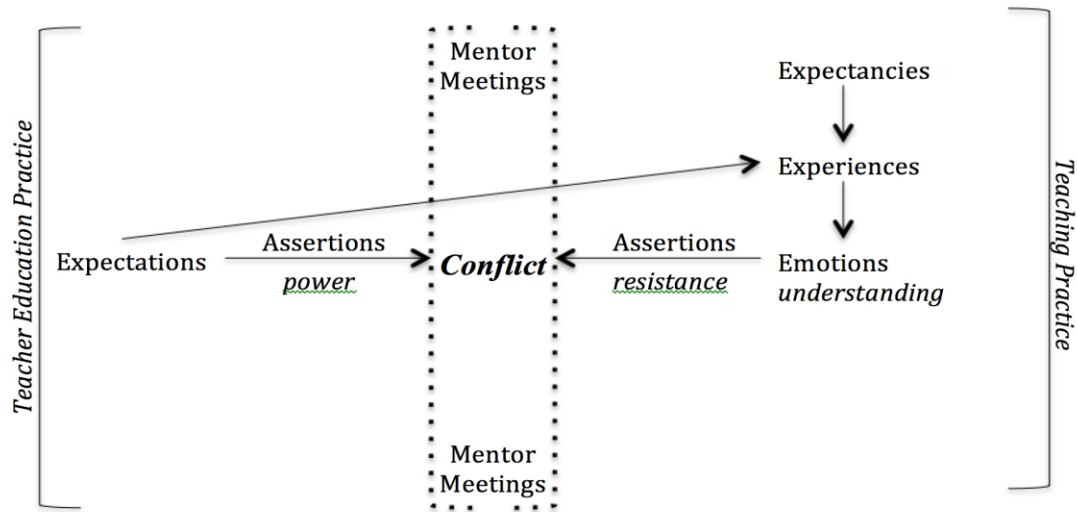 Teacher Education Practice
Mentor
Meetings
Expectancies
Experiences
Expectations
Assertions
power
Conflict
Assertions
resistance
Emotions
understanding
Mentor
Meetings
Teaching Practice